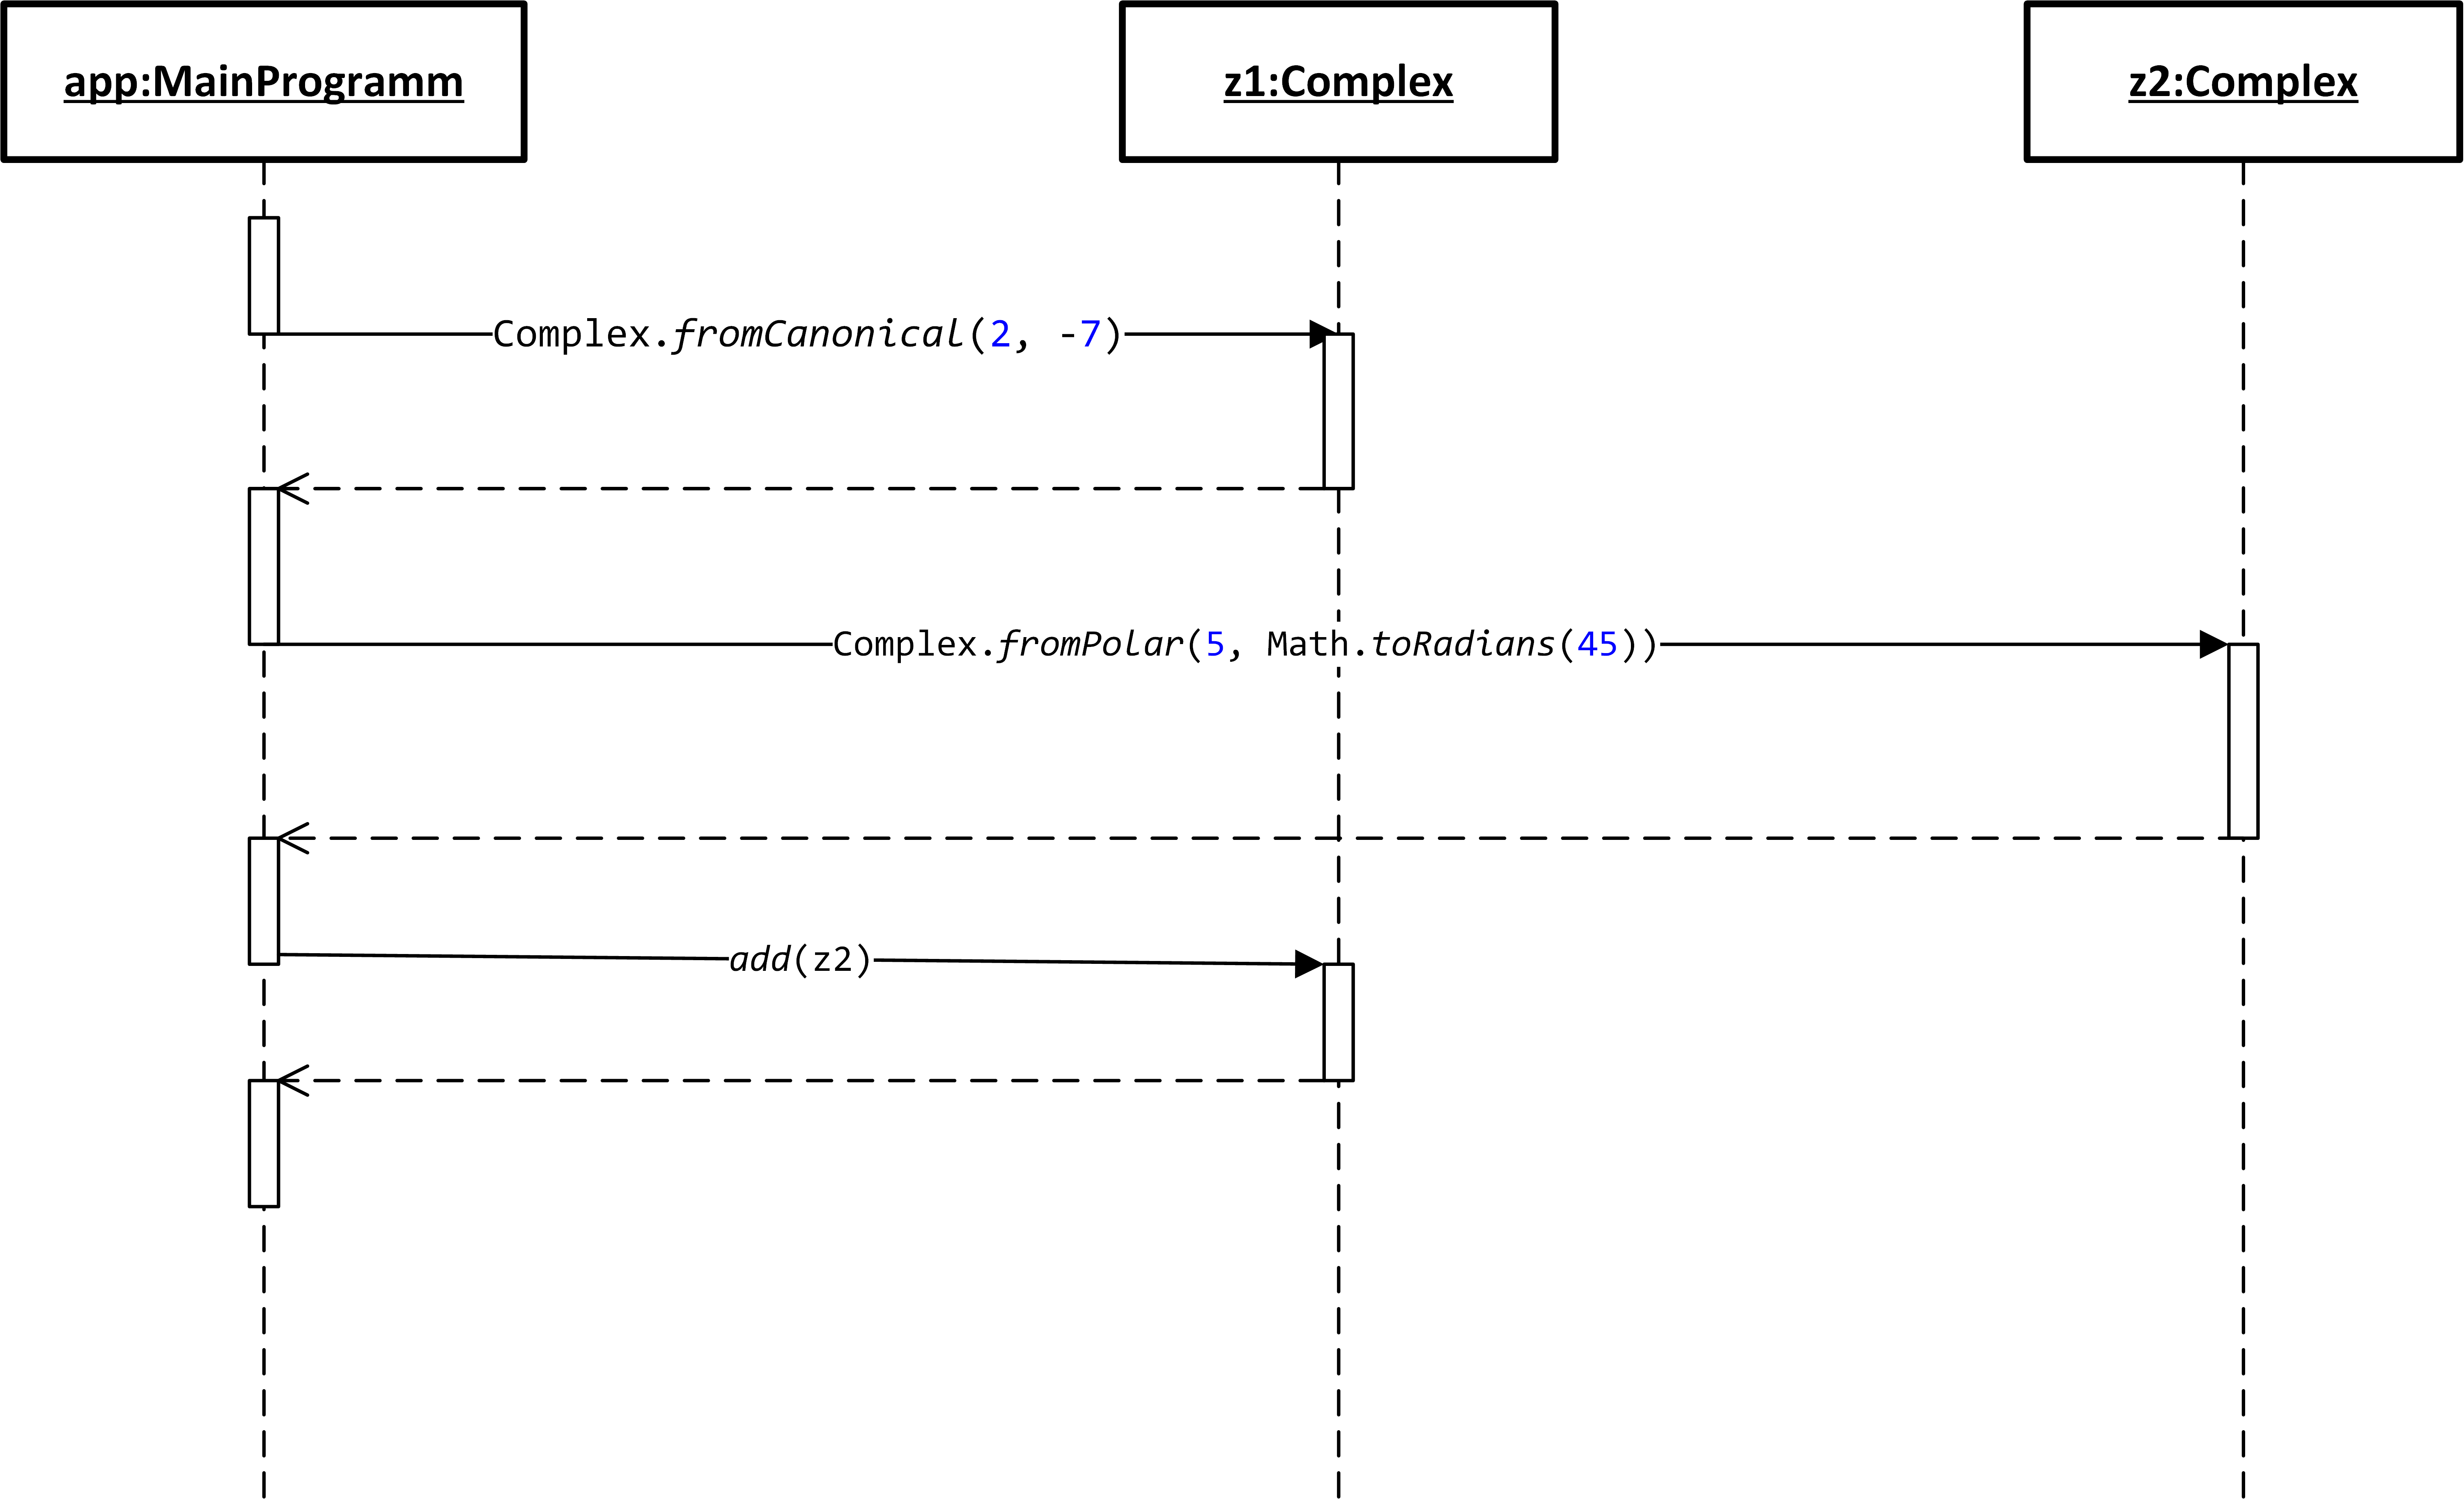 app:MainProgramm
z1:Complex
z2:Complex
Complex.fromCanonical(2, -7)
Complex.fromPolar(5, Math.toRadians(45))
add(z2)